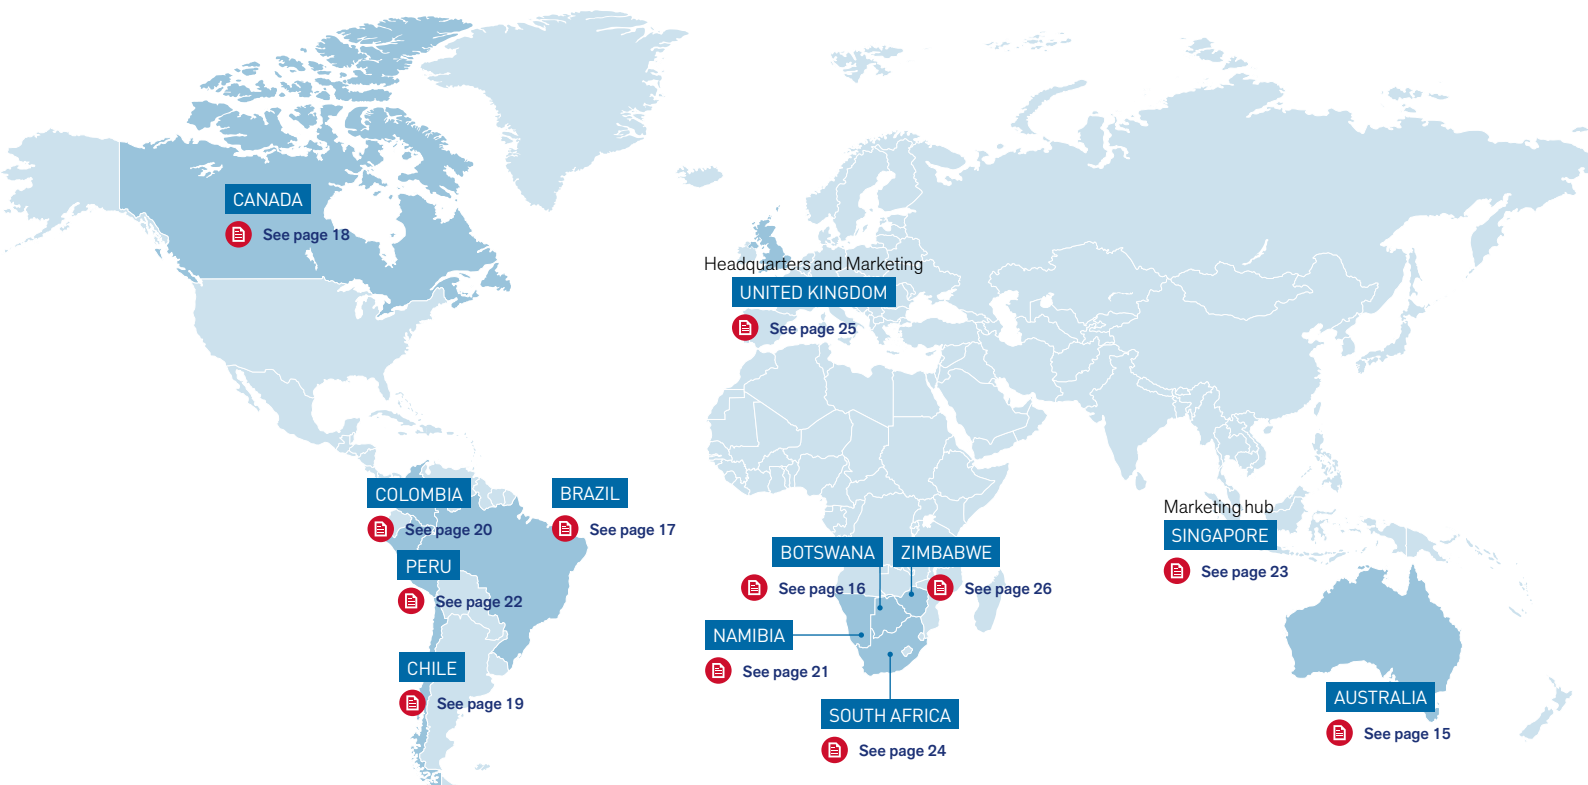 CANADA
See page 18
Headquarters and Marketing
UNITED KINGDOM
See page 25
COLOMBIA
See page 20
BRAZIL
See page 17
PERU
See page 22
CHILE
See page 19
BOTSWANA
See page 16
ZIMBABWE
See page 26
NAMIBIA
See page 21
SOUTH AFRICA
See page 24
Marketing hub
SINGAPORE
See page 23
AUSTRALIA
See page 15